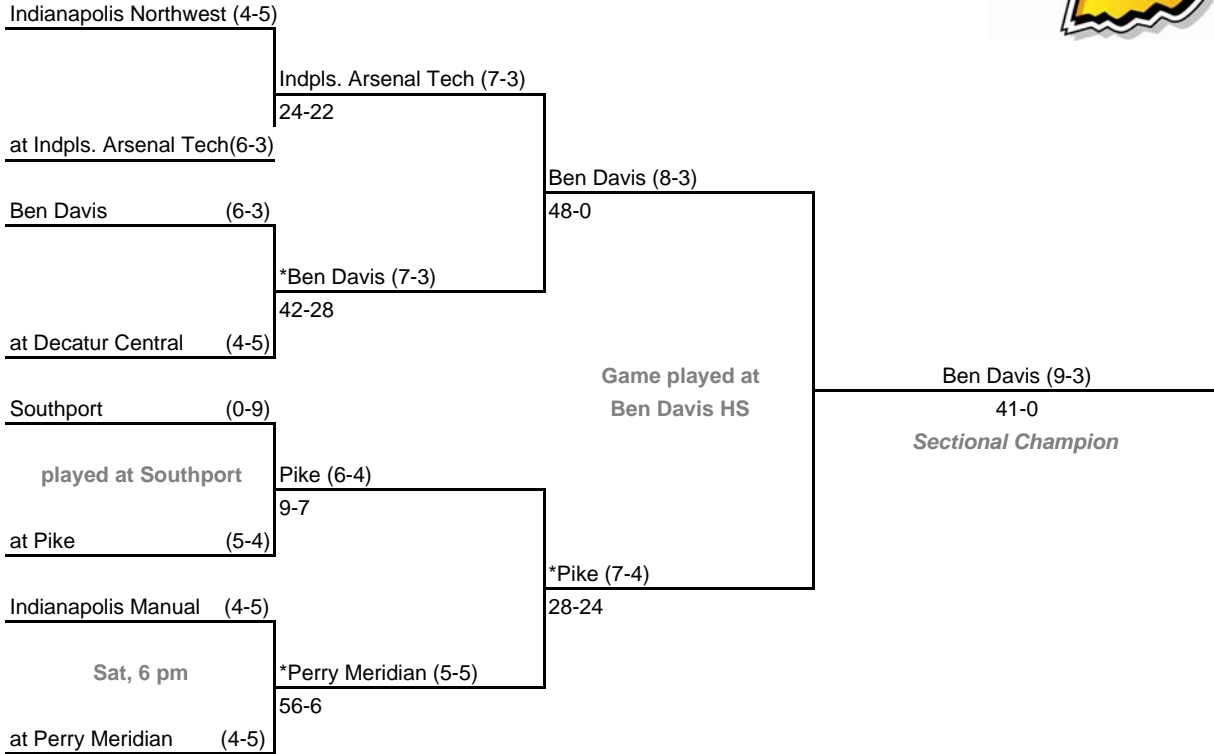 Indianapolis Northwest (4-5)
Indpls. Arsenal Tech (7-3)
24-22
at Indpls. Arsenal Tech(6-3)
Ben Davis (8-3)
48-0
Ben Davis (6-3)
*Ben Davis (7-3)
42-28
at Decatur Central (4-5)
Game played at
Ben Davis HS
Ben Davis (9-3)
41-0
Sectional Champion
Southport (0-9)
played at Southport
Pike (6-4)
9-7
at Pike (5-4)
*Pike (7-4)
28-24
Indianapolis Manual (4-5)
Sat, 6 pm
*Perry Meridian (5-5)
56-6
at Perry Meridian (4-5)